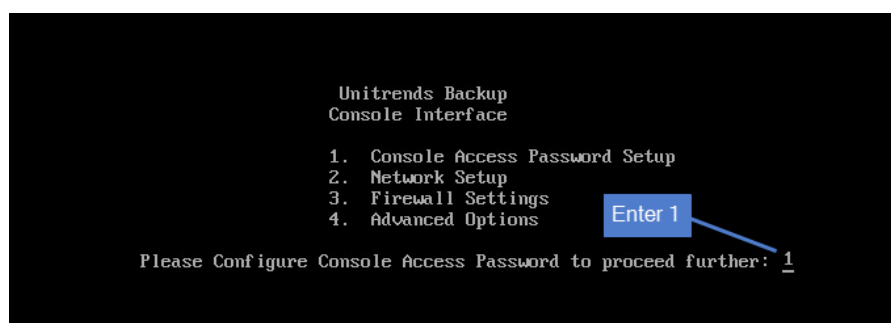 Unitrends Backup
Console Interface
1. Console Access Password Setup
2. Network Setup
3. Firewall Settings
4. Advanced Options
Enter 1
Please Configure Console Access Password to proceed further: 1